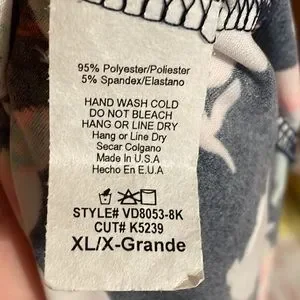 95% Polyester/Poliester
5% Spandex/Elastano
HAND WASH COLD
DO NOT BLEACH
HANG OR LINE DRY
Hang or Line Dry
Secar Colgano
Made In U.S.A
Hecho En E.U.A
STYLE# VD8053-8K
CUT# K5239
XL/X-Grande